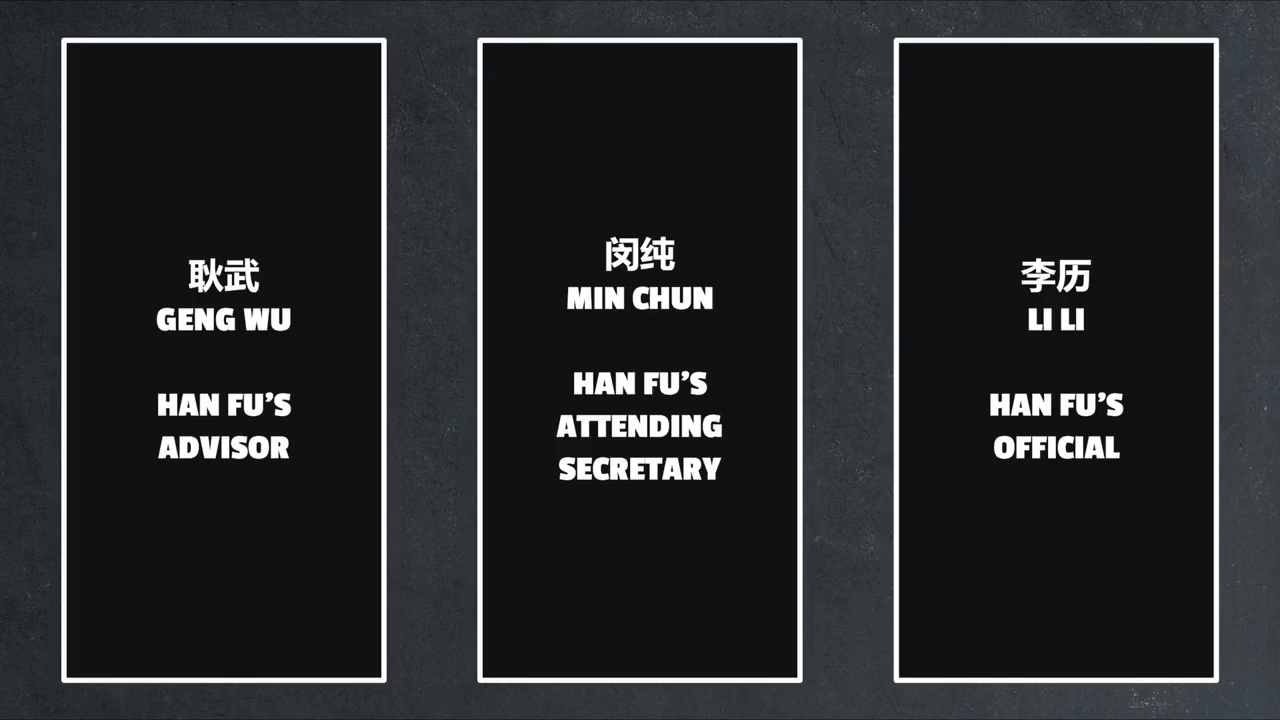 耿武
GENG WU
HAN FU’S
ADVISOR
闵纯
MIN CHUN
HAN FU’S
ATTENDING
SECRETARY
李历
LI LI
HAN FU’S
OFFICIAL